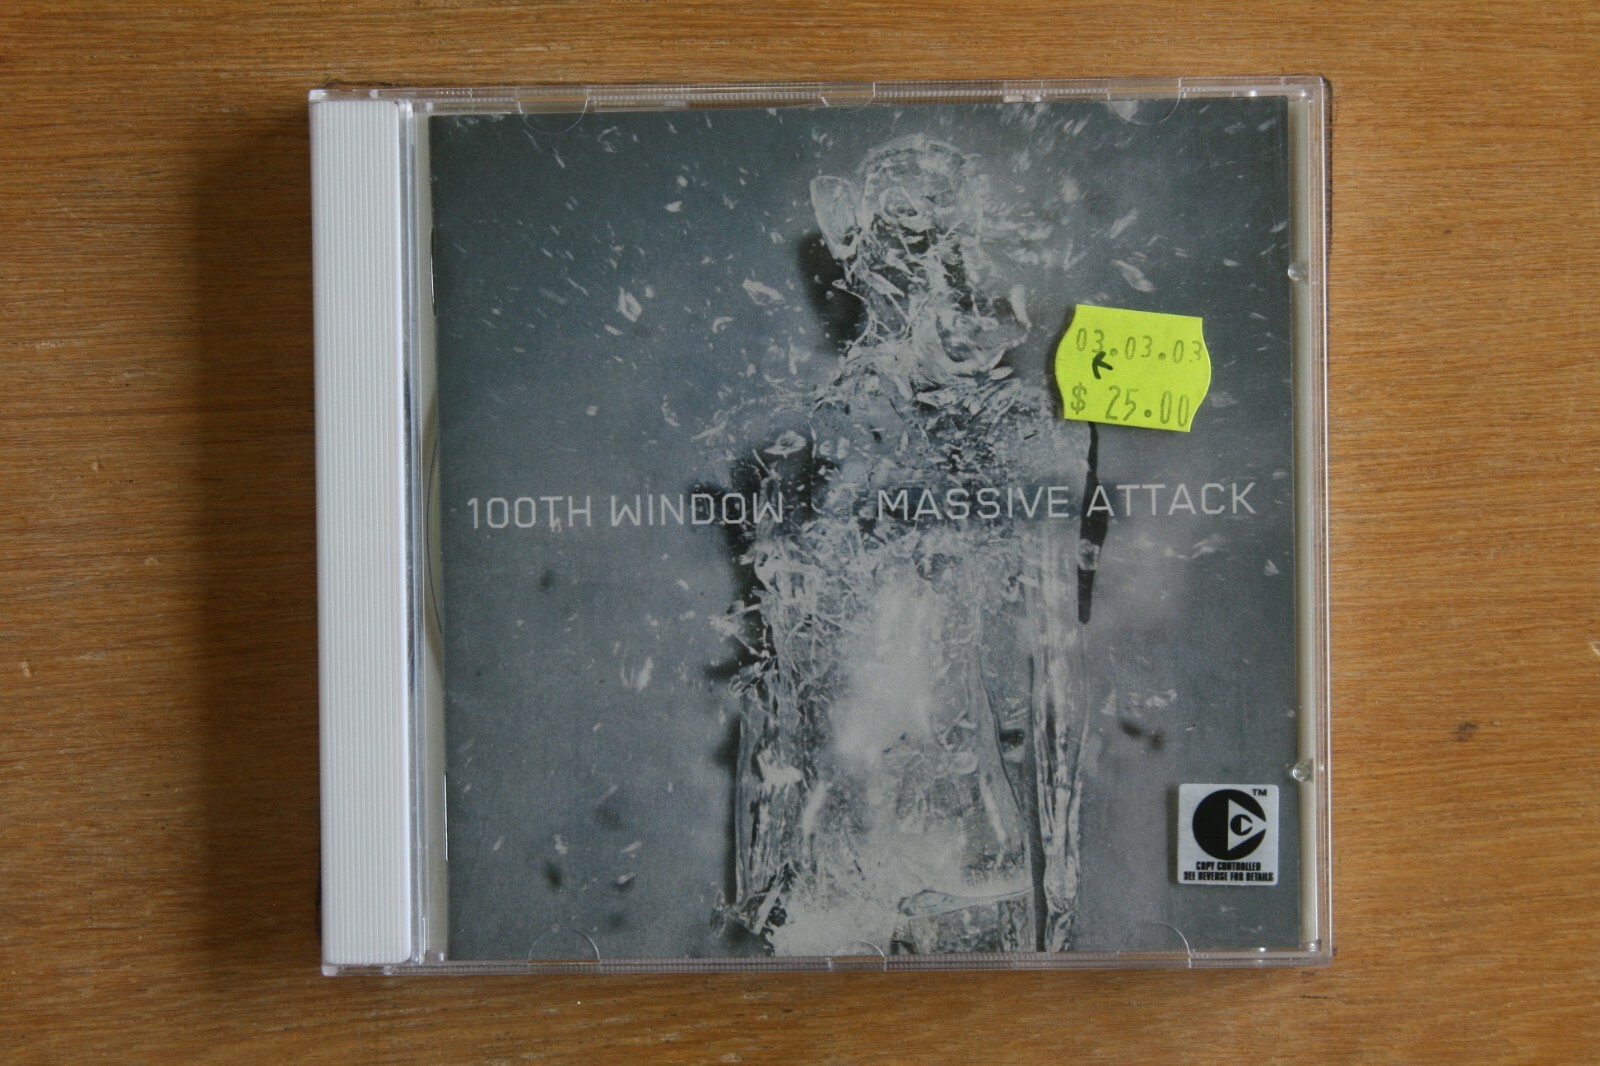 03.03.03
$ 25.00
100TH WINDOW MASSIVE ATTACK
TM
C
COPY CONTROLLED
SEE REVERSE FOR DETAILS